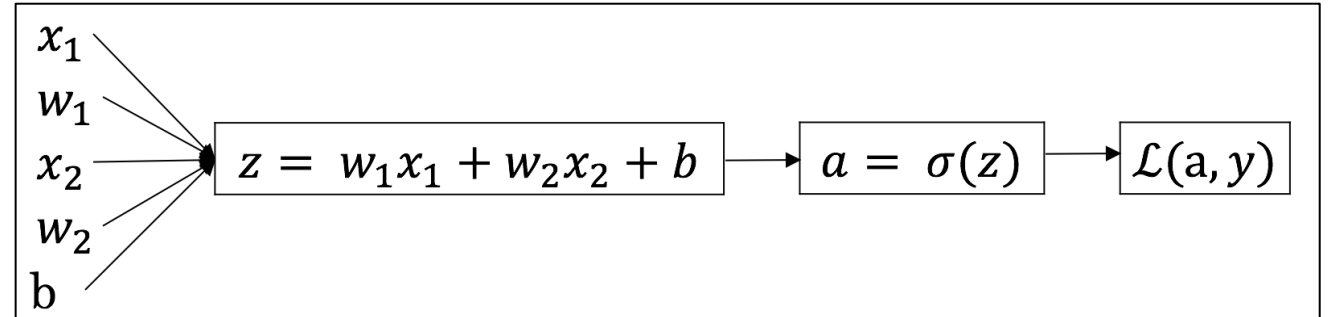 x₁
w₁
x₂
w₂
b
z = w₁x₁ + w₂x₂ + b
a = σ(z)
ℒ(a, y)